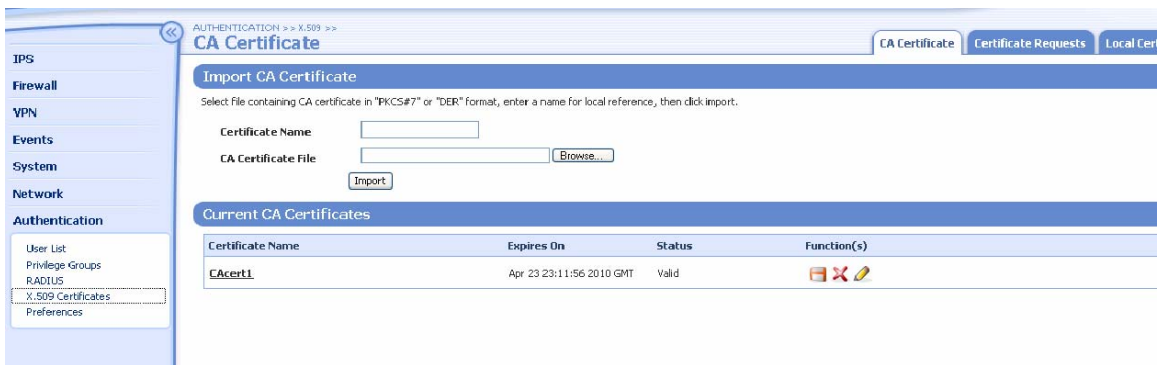 AUTHENTICATION >> X.509 >>
CA Certificate
CA Certificate
Certificate Requests
Local Cert
IPS
Firewall
VPN
Events
System
Network
Authentication
User List
Privilege Groups
RADIUS
X.509 Certificates
Preferences
Import CA Certificate
Select file containing CA certificate in "PKCS#7" or "DER" format, enter a name for local reference, then click import.
Certificate Name
CA Certificate File
Browse...
Import
Current CA Certificates
Certificate Name Expires On Status Function(s)
CAcert1 Apr 23 23:11:56 2010 GMT Valid